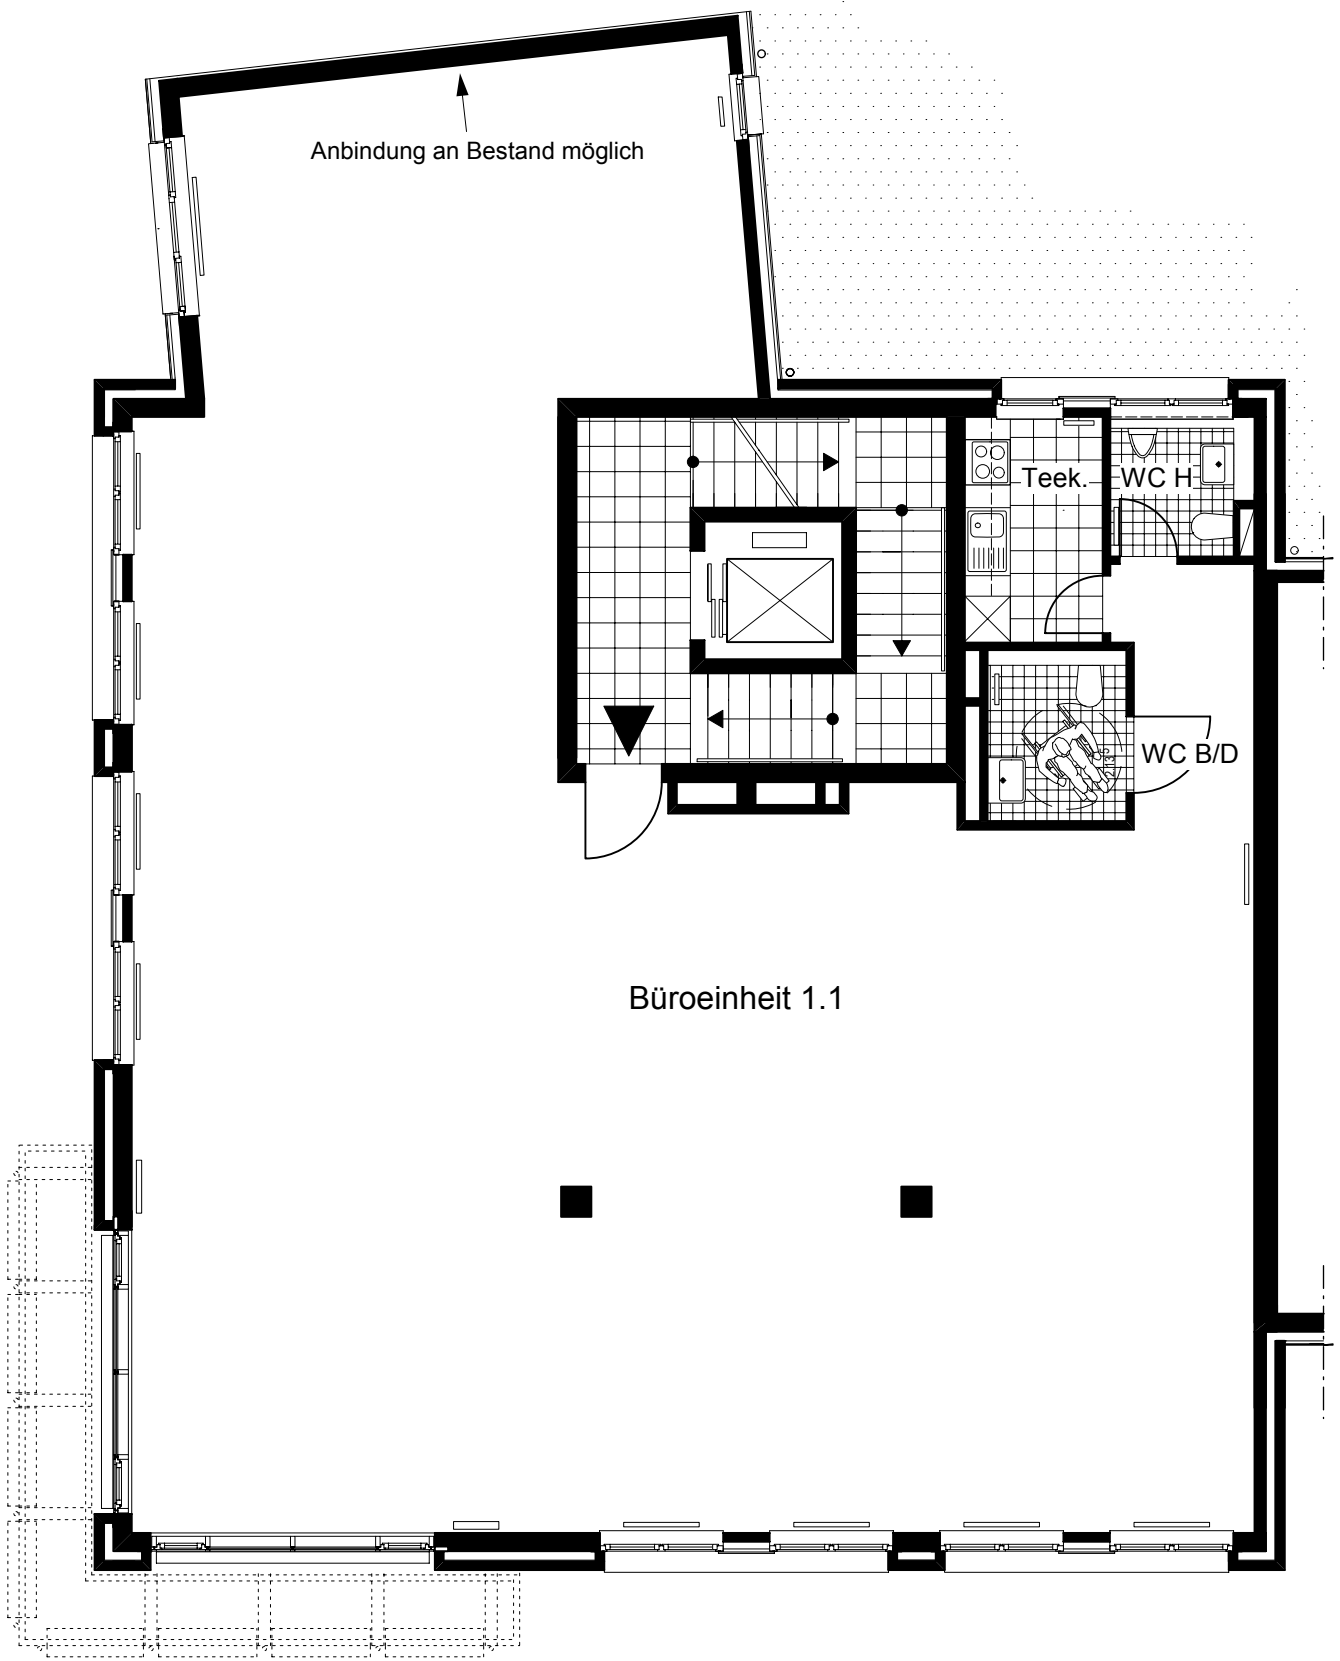 Anbindung an Bestand möglich
Teek.
WC H
WC B/D
Büroeinheit 1.1